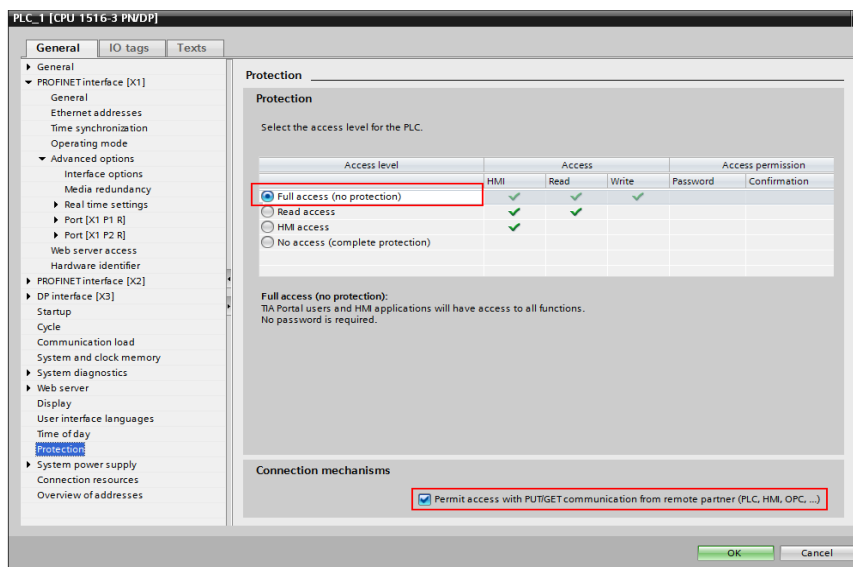 PLC_1 [CPU 1516-3 PN/DP]
General IO tags Texts
General
PROFINET interface [X1]
General
Ethernet addresses
Time synchronization
Operating mode
Advanced options
Interface options
Media redundancy
Real time settings
Port [X1 P1 R]
Port [X1 P2 R]
Web server access
Hardware identifier
PROFINET interface [X2]
DP interface [X3]
Startup
Cycle
Communication load
System and clock memory
System diagnostics
Web server
Display
User interface languages
Time of day
Protection
System power supply
Connection resources
Overview of addresses
Protection
Protection
Select the access level for the PLC.
Access level Access Access permission
HMI Read Write Password Confirmation
Full access (no protection)
Read access
HMI access
No access (complete protection)
Full access (no protection):
TIA Portal users and HMI applications will have access to all functions.
No password is required.
Connection mechanisms
Permit access with PUT/GET communication from remote partner (PLC, HMI, OPC, ...)
OK Cancel